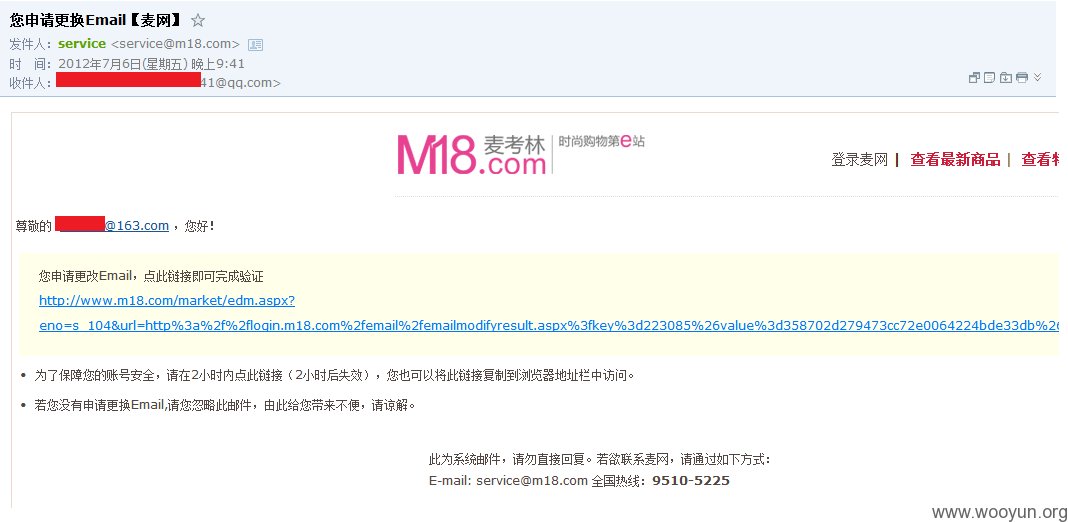 您申请更换Email【麦网】
发件人：service <service@m18.com>
时　间：2012年7月6日(星期五) 晚上9:41
收件人：41@qq.com>
M18.com 麦考林 时尚购物第e站
登录麦网 | 查看最新商品 | 查看特
尊敬的 @163.com ，您好！
您申请更改Email，点此链接即可完成验证
http://www.m18.com/market/edm.aspx?
eno=s_104&url=http%3a%2f%2flogin.m18.com%2femail%2femailmodifyresult.aspx%3fkey%3d223085%26value%3d358702d279473cc72e0064224bde33db%26
• 为了保障您的账号安全，请在2小时内点此链接（2小时后失效），您也可以将此链接复制到浏览器地址栏中访问。
• 若您没有申请更换Email,请您忽略此邮件，由此给您带来不便，请谅解。
此为系统邮件，请勿直接回复。若欲联系麦网，请通过如下方式：
E-mail: service@m18.com 全国热线：9510-5225
www.wooyun.org